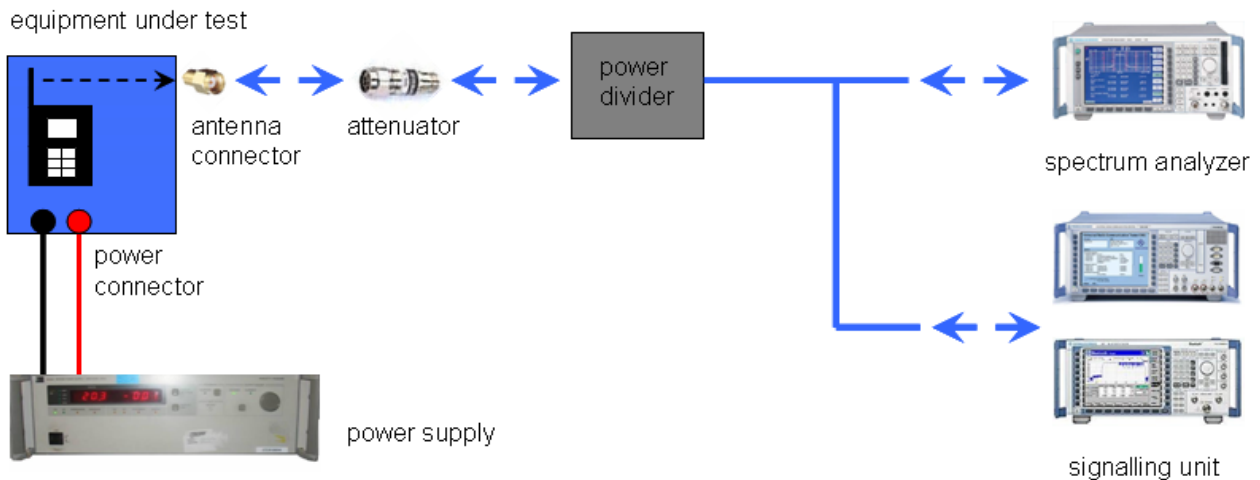 equipment under test
power
divider
antenna
connector
attenuator
spectrum analyzer
power
connector
power supply
signalling unit